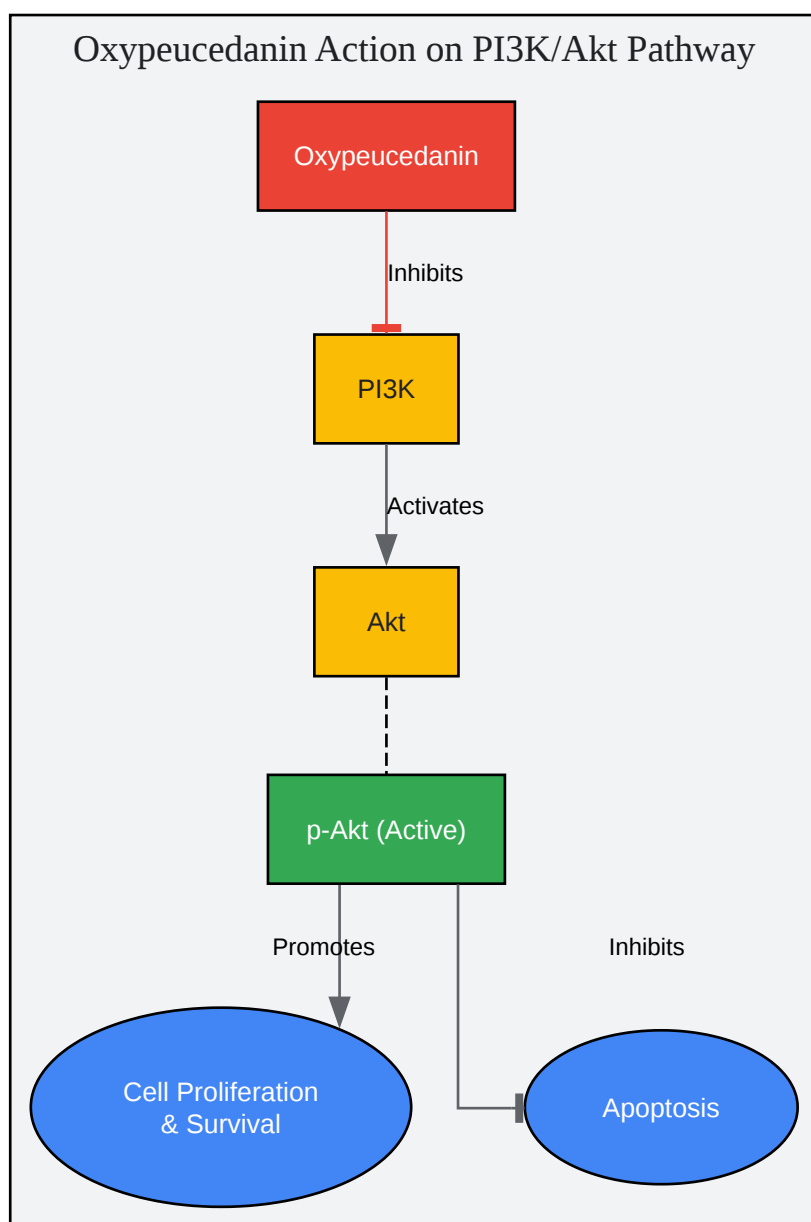 Oxypeucedanin Action on PI3K/Akt Pathway
Oxypeucedanin
Inhibits
PI3K
Activates
Akt
p-Akt (Active)
Promotes
Inhibits
Cell Proliferation
& Survival
Apoptosis